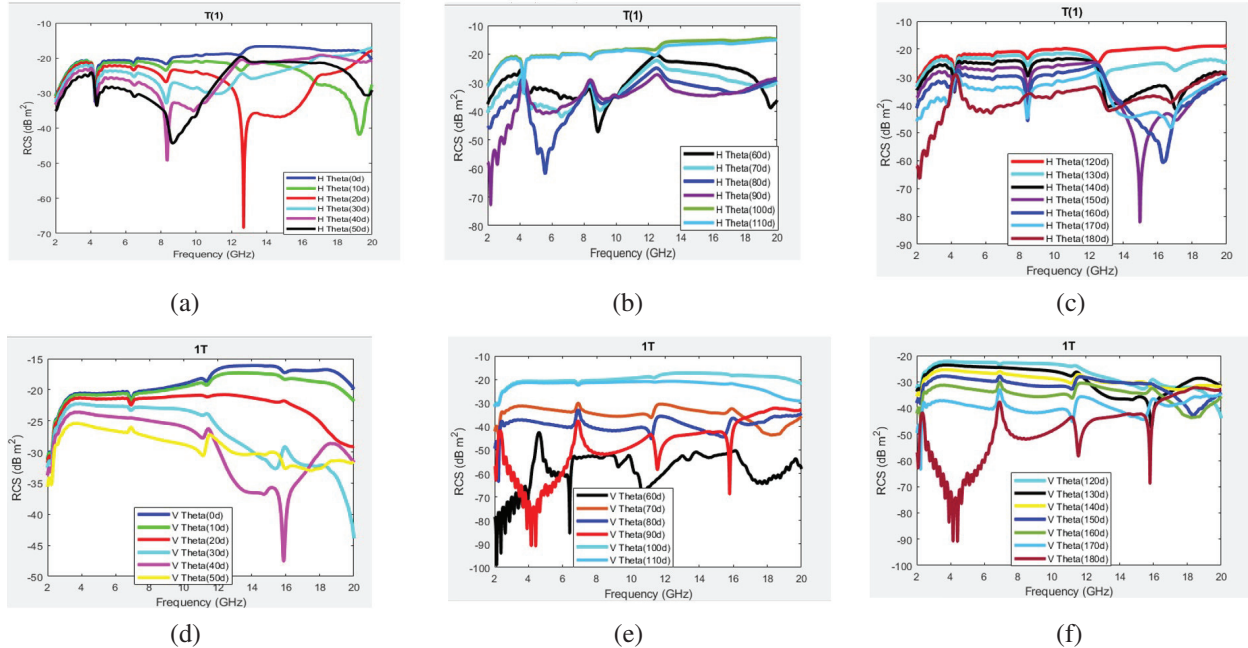 T(1)
-10
-20
-30
-40
-50
-60
-70
RCS (dB m²)
H Theta(0d)
H Theta(10d)
H Theta(20d)
H Theta(30d)
H Theta(40d)
H Theta(50d)
2 4 6 8 10 12 14 16 18 20
Frequency (GHz)
(a)
T(1)
-10
-20
-30
-40
-50
-60
-70
-80
RCS (dB m²)
H Theta(60d)
H Theta(70d)
H Theta(80d)
H Theta(90d)
H Theta(100d)
H Theta(110d)
2 4 6 8 10 12 14 16 18 20
Frequency (GHz)
(b)
T(1)
-10
-20
-30
-40
-50
-60
-70
-80
-90
RCS (dB m²)
H Theta(120d)
H Theta(130d)
H Theta(140d)
H Theta(150d)
H Theta(160d)
H Theta(170d)
H Theta(180d)
2 4 6 8 10 12 14 16 18 20
Frequency (GHz)
(c)
1T
-15
-20
-25
-30
-35
-40
-45
-50
RCS (dB m²)
V Theta(0d)
V Theta(10d)
V Theta(20d)
V Theta(30d)
V Theta(40d)
V Theta(50d)
2 4 6 8 10 12 14 16 18 20
Frequency (GHz)
(d)
1T
-10
-20
-30
-40
-50
-60
-70
-80
-90
-100
RCS (dB m²)
V Theta(60d)
V Theta(70d)
V Theta(80d)
V Theta(90d)
V Theta(100d)
V Theta(110d)
2 4 6 8 10 12 14 16 18 20
Frequency (GHz)
(e)
1T
-20
-30
-40
-50
-60
-70
-80
-90
-100
RCS (dB m²)
V Theta(120d)
V Theta(130d)
V Theta(140d)
V Theta(150d)
V Theta(160d)
V Theta(170d)
V Theta(180d)
2 4 6 8 10 12 14 16 18 20
Frequency (GHz)
(f)